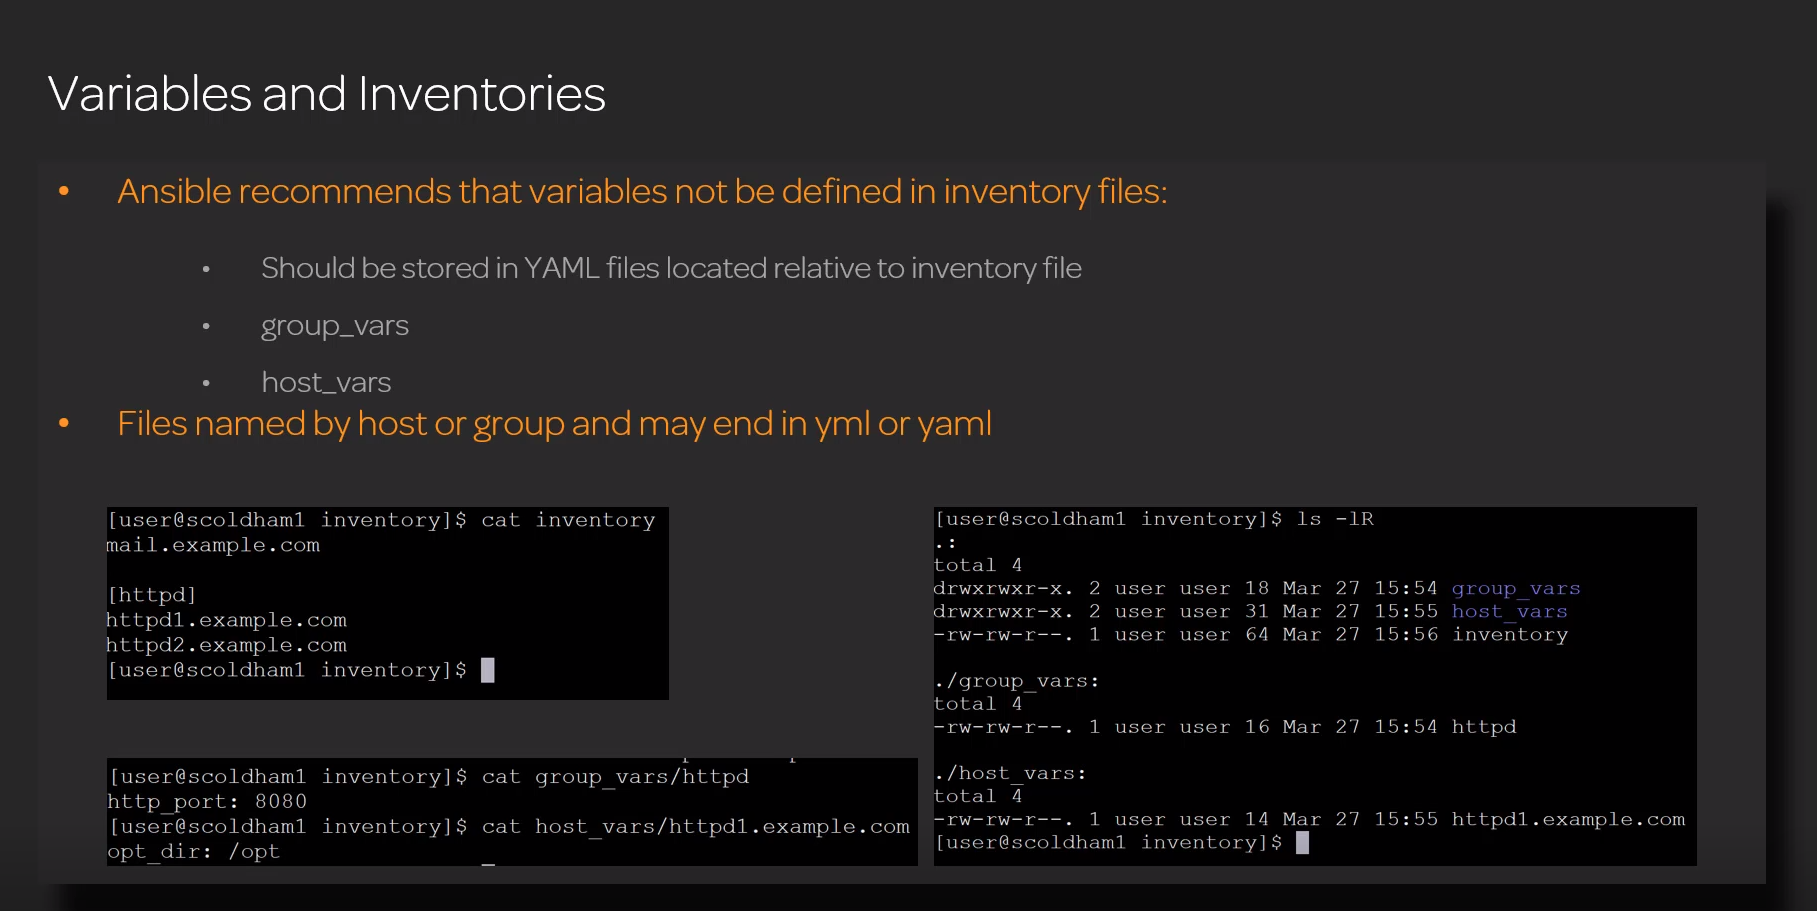 Variables and Inventories
• Ansible recommends that variables not be defined in inventory files:
• Should be stored in YAML files located relative to inventory file
• group_vars
• host_vars
• Files named by host or group and may end in yml or yaml
[user@scoldham1 inventory]$ cat inventory
mail.example.com
[httpd]
httpd1.example.com
httpd2.example.com
[user@scoldham1 inventory]$
[user@scoldham1 inventory]$ cat group_vars/httpd
http_port: 8080
[user@scoldham1 inventory]$ cat host_vars/httpd1.example.com
opt_dir: /opt
[user@scoldham1 inventory]$ ls -lR
.:
total 4
drwxrwxr-x. 2 user user 18 Mar 27 15:54 group_vars
drwxrwxr-x. 2 user user 31 Mar 27 15:55 host_vars
-rw-rw-r--. 1 user user 64 Mar 27 15:56 inventory
./group_vars:
total 4
-rw-rw-r--. 1 user user 16 Mar 27 15:54 httpd
./host_vars:
total 4
-rw-rw-r--. 1 user user 14 Mar 27 15:55 httpd1.example.com
[user@scoldham1 inventory]$